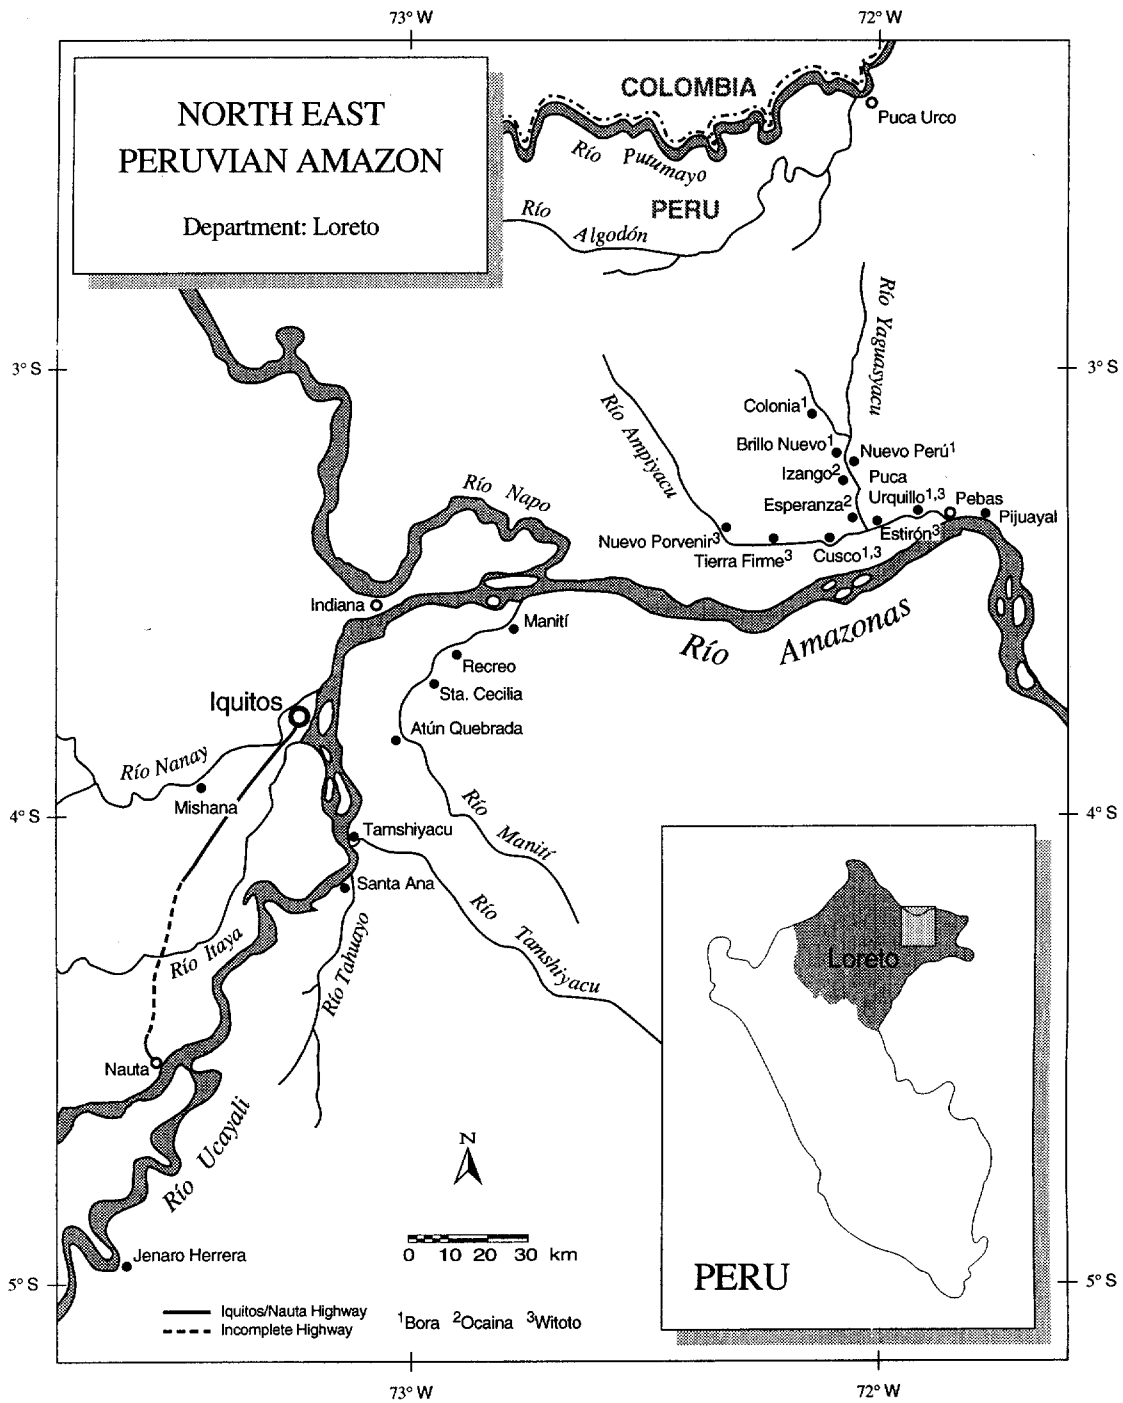 73° W
72° W
NORTH EAST
PERUVIAN AMAZON
Department: Loreto
COLOMBIA
Puca Urco
Río Putumayo
PERU
Río Algodón
Río Yaguasyacu
3° S
3° S
Río Ampiyacu
Colonia¹
Brillo Nuevo¹
Nuevo Perú¹
Izango²
Puca
Urquillo¹,³
Pebas
Pijuayal
Esperanza²
Estirón³
Nuevo Porvenir³
Tierra Firme³
Cusco¹,³
Río Napo
Indiana
Manití
Río Amazonas
Recreo
Sta. Cecilia
Iquitos
Atún Quebrada
Río Nanay
Mishana
Río Manití
4° S
4° S
Tamshiyacu
Santa Ana
Río Tamshiyacu
Río Itaya
Río Tahuayo
Loreto
Nauta
Río Ucayali
N
Jenaro Herrera
0 10 20 30 km
PERU
5° S
5° S
Iquitos/Nauta Highway
Incomplete Highway
¹Bora ²Ocaina ³Witoto
73° W
72° W